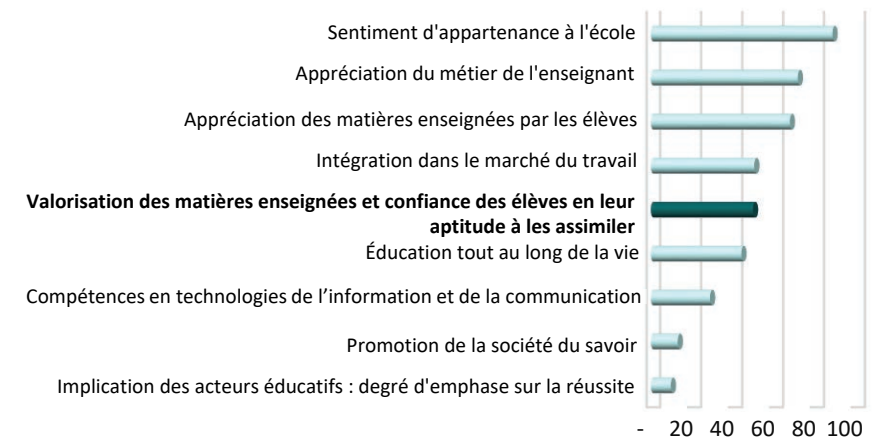 Sentiment d'appartenance à l'école
Appréciation du métier de l'enseignant
Appréciation des matières enseignées par les élèves
Intégration dans le marché du travail
Valorisation des matières enseignées et confiance des élèves en leur
aptitude à les assimiler
Éducation tout au long de la vie
Compétences en technologies de l’information et de la communication
Promotion de la société du savoir
Implication des acteurs éducatifs : degré d'emphase sur la réussite
- 20 40 60 80 100